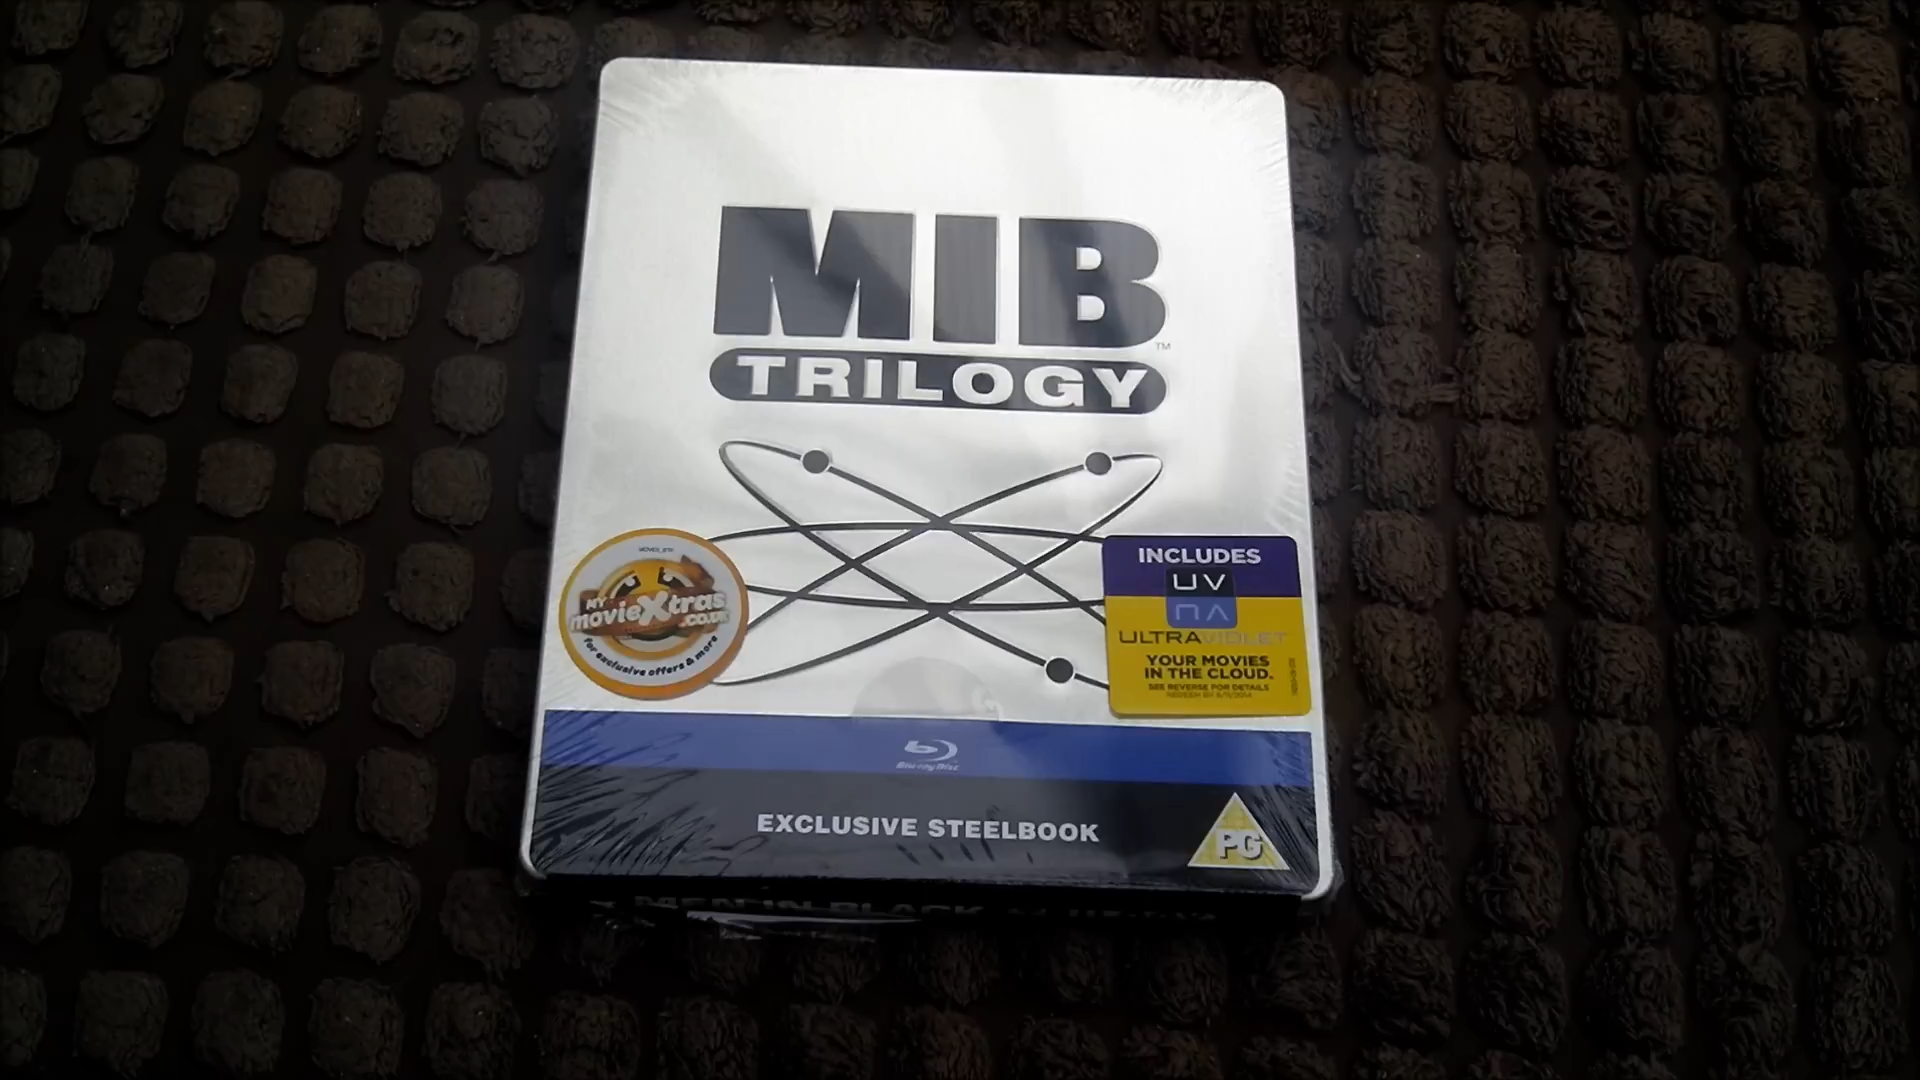 MIB
TM
TRILOGY
MY
movieXtras
.co.uk
for exclusive offers & more
INCLUDES
UV
ULTRAVIOLET
YOUR MOVIES
IN THE CLOUD.
SEE REVERSE FOR DETAILS
Blu-ray Disc
EXCLUSIVE STEELBOOK
PG